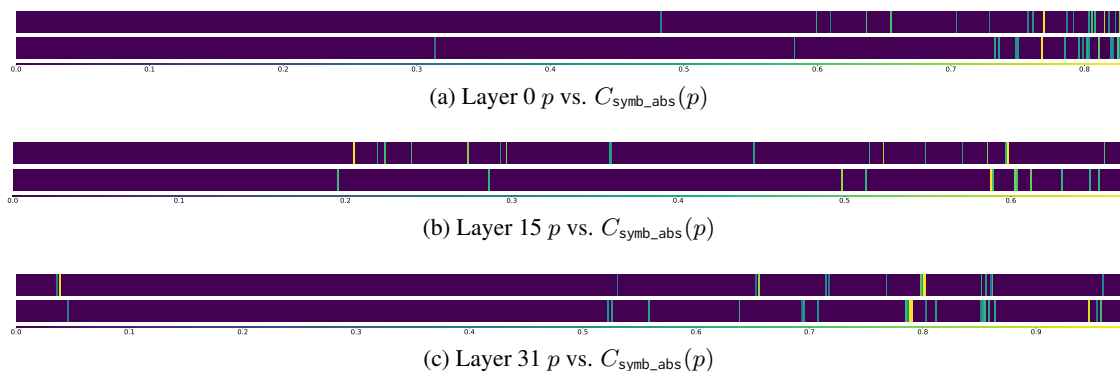 0.0 0.1 0.2 0.3 0.4 0.5 0.6 0.7 0.8
(a) Layer 0 p vs. C_symb_abs(p)
0.0 0.1 0.2 0.3 0.4 0.5 0.6
(b) Layer 15 p vs. C_symb_abs(p)
0.0 0.1 0.2 0.3 0.4 0.5 0.6 0.7 0.8 0.9
(c) Layer 31 p vs. C_symb_abs(p)